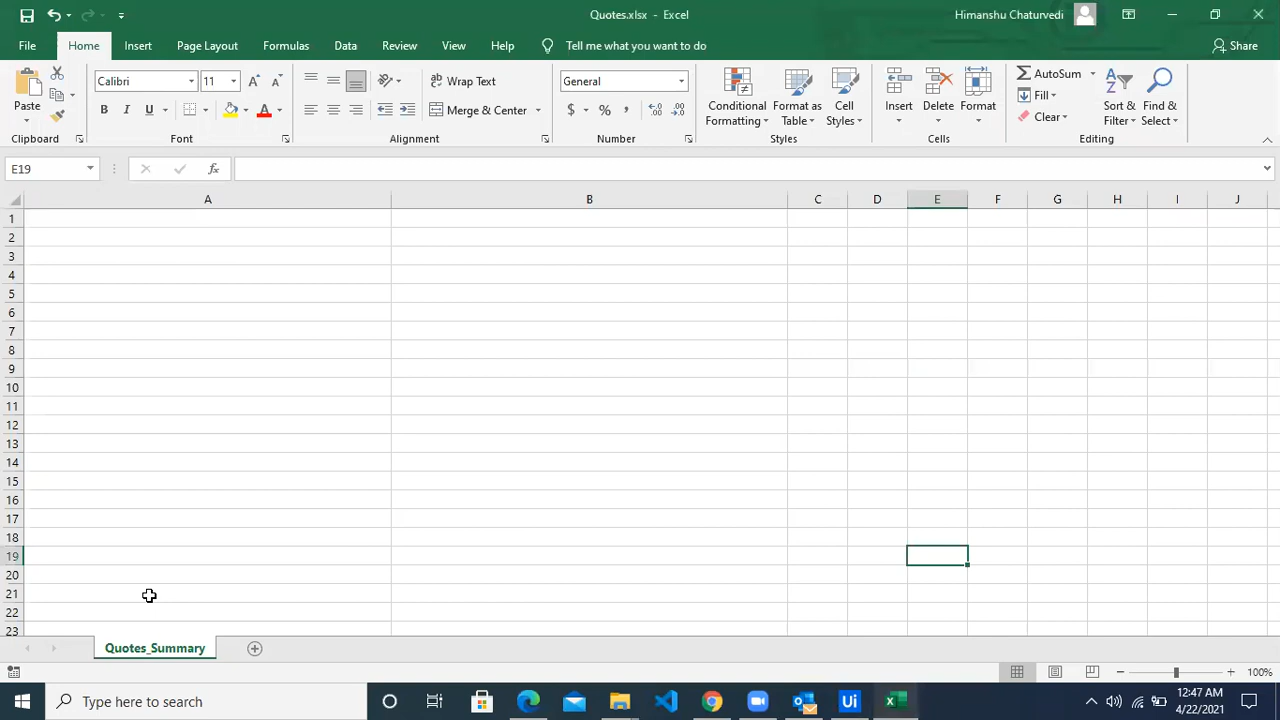 Quotes.xlsx - Excel
Himanshu Chaturvedi
File Home Insert Page Layout Formulas Data Review View Help Tell me what you want to do Share
Paste
Calibri 11
B I U A
Wrap Text
Merge & Center
General
$ % ,
Conditional Formatting
Format as Table
Cell Styles
Insert
Delete
Format
AutoSum
Fill
Clear
Sort & Filter
Find & Select
Clipboard Font Alignment Number Styles Cells Editing
E19 fx
A B C D E F G H I J
1
2
3
4
5
6
7
8
9
10
11
12
13
14
15
16
17
18
19
20
21
22
23
Quotes_Summary
100%
Type here to search
Ui
12:47 AM
4/22/2021